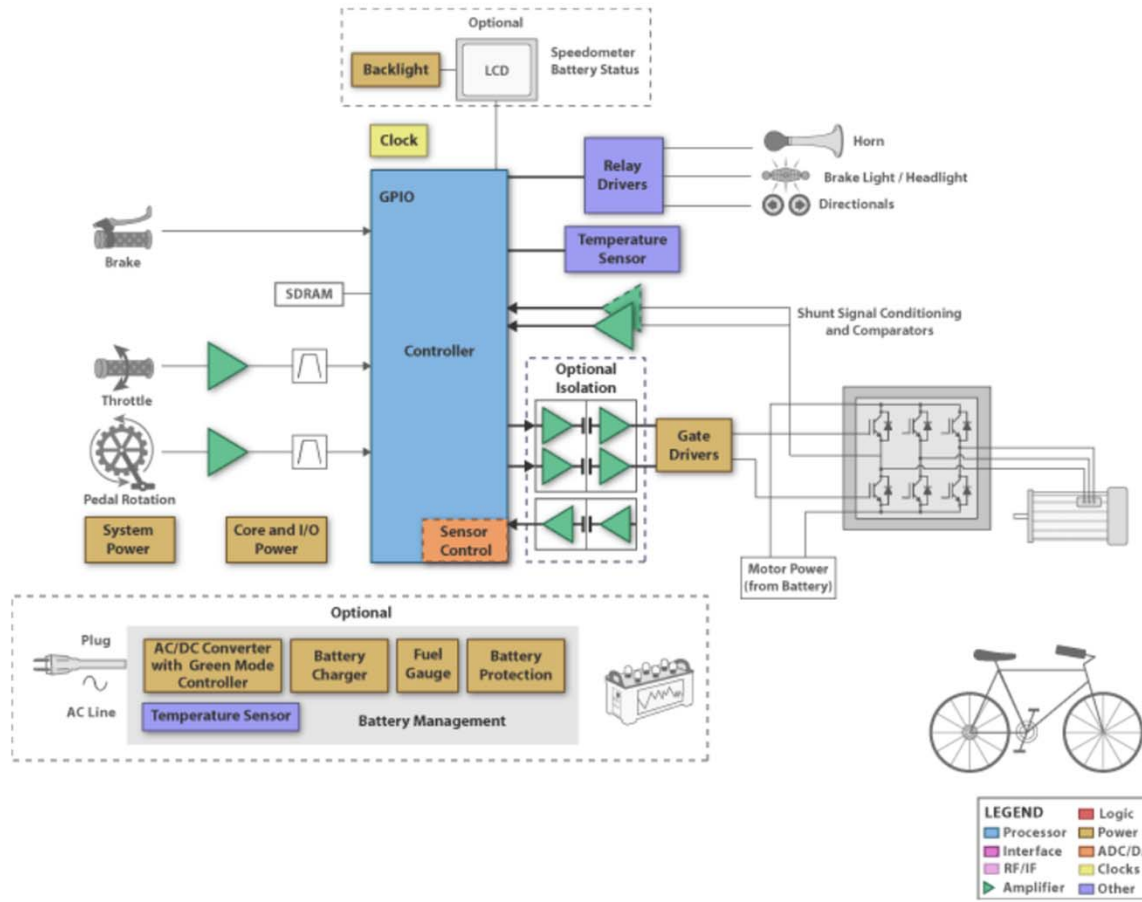 Optional
Backlight
LCD
Speedometer
Battery Status
Clock
GPIO
Relay
Drivers
Horn
Brake Light / Headlight
Directionals
Temperature
Sensor
Brake
SDRAM
Shunt Signal Conditioning
and Comparators
Controller
Throttle
Optional
Isolation
Gate
Drivers
Pedal Rotation
System
Power
Core and I/O
Power
Sensor
Control
Motor Power
(from Battery)
Optional
Plug
AC Line
AC/DC Converter
with Green Mode
Controller
Battery
Charger
Fuel
Gauge
Battery
Protection
Temperature Sensor
Battery Management
LEGEND
Logic
Processor
Power
Interface
ADC/D
RF/IF
Clocks
Amplifier
Other